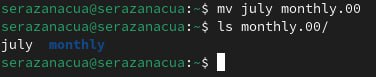 serazanacua@serazanacua:~$ mv july monthly.00
serazanacua@serazanacua:~$ ls monthly.00/
july  monthly
serazanacua@serazanacua:~$